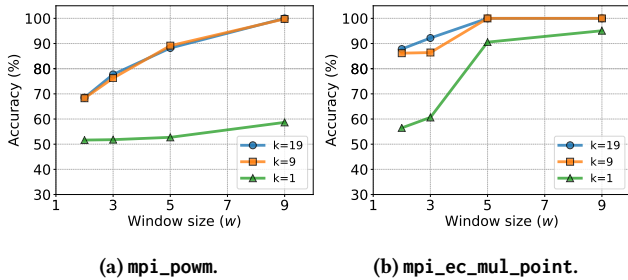 100
90
80
70
60
50
40
30
Accuracy (%)
1
3
5
7
9
Window size (w)
k=19
k=9
k=1
(a) mpi_powm.
100
90
80
70
60
50
40
30
Accuracy (%)
1
3
5
7
9
Window size (w)
k=19
k=9
k=1
(b) mpi_ec_mul_point.